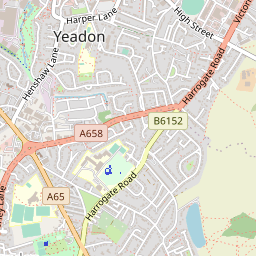 Harper Lane
High Street
Yeadon
Henshaw Lane
Harrogate Road
B6152
A658
A65
Harrogate Road